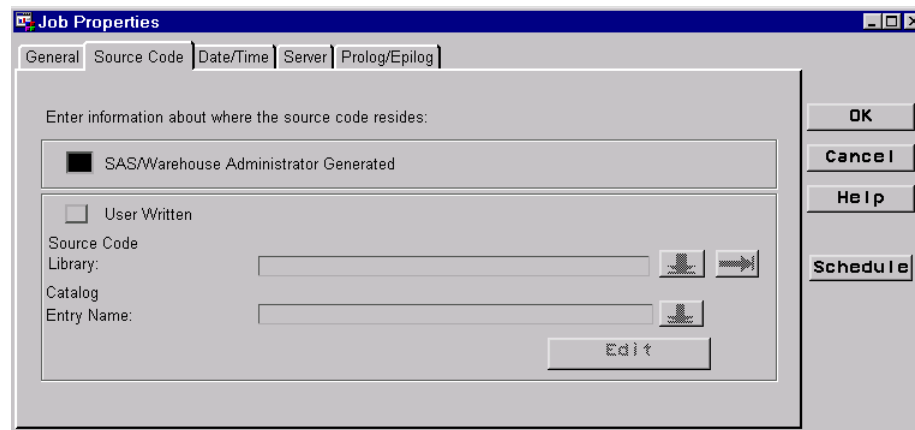 Job Properties
General Source Code Date/Time Server Prolog/Epilog
Enter information about where the source code resides:
SAS/Warehouse Administrator Generated
User Written
Source Code
Library:
Catalog
Entry Name:
Edit
OK
Cancel
Help
Schedule